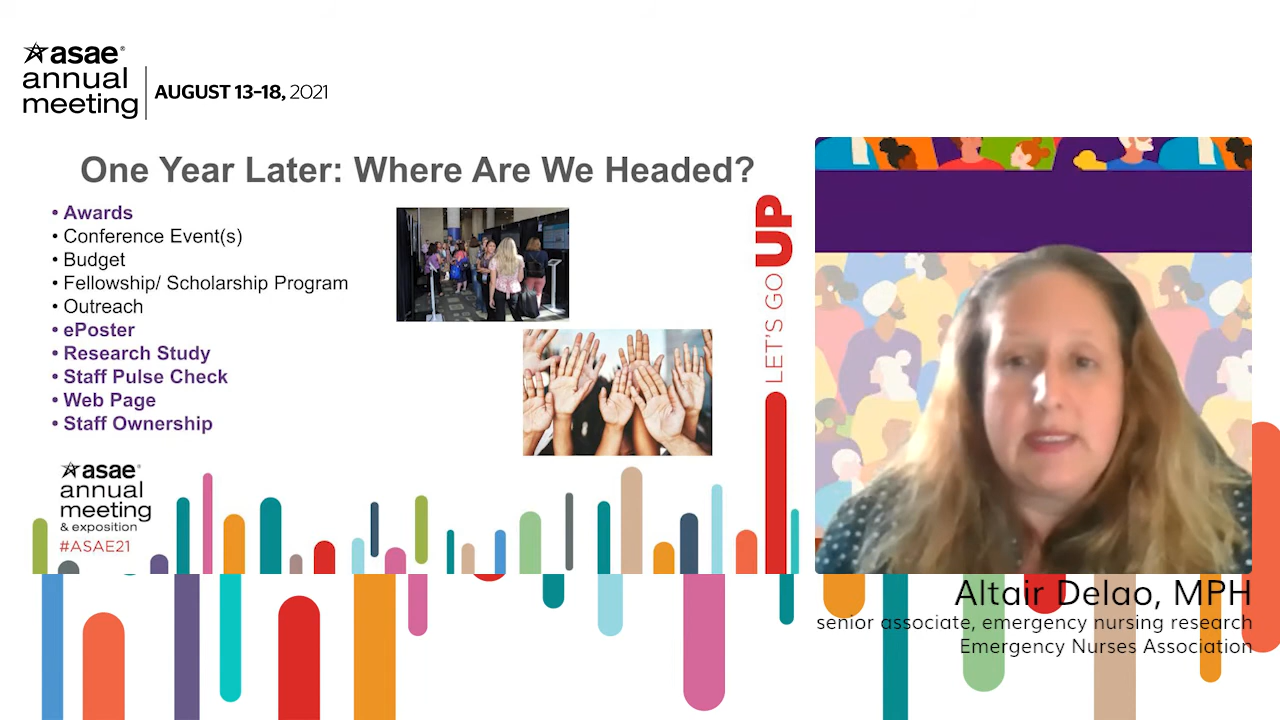 asae®
annual
meeting
AUGUST 13-18, 2021
One Year Later: Where Are We Headed?
• Awards
• Conference Event(s)
• Budget
• Fellowship/ Scholarship Program
• Outreach
• ePoster
• Research Study
• Staff Pulse Check
• Web Page
• Staff Ownership
LET'S GO UP
asae®
annual
meeting
& exposition
#ASAE21
Altair Delao, MPH
senior associate, emergency nursing research
Emergency Nurses Association